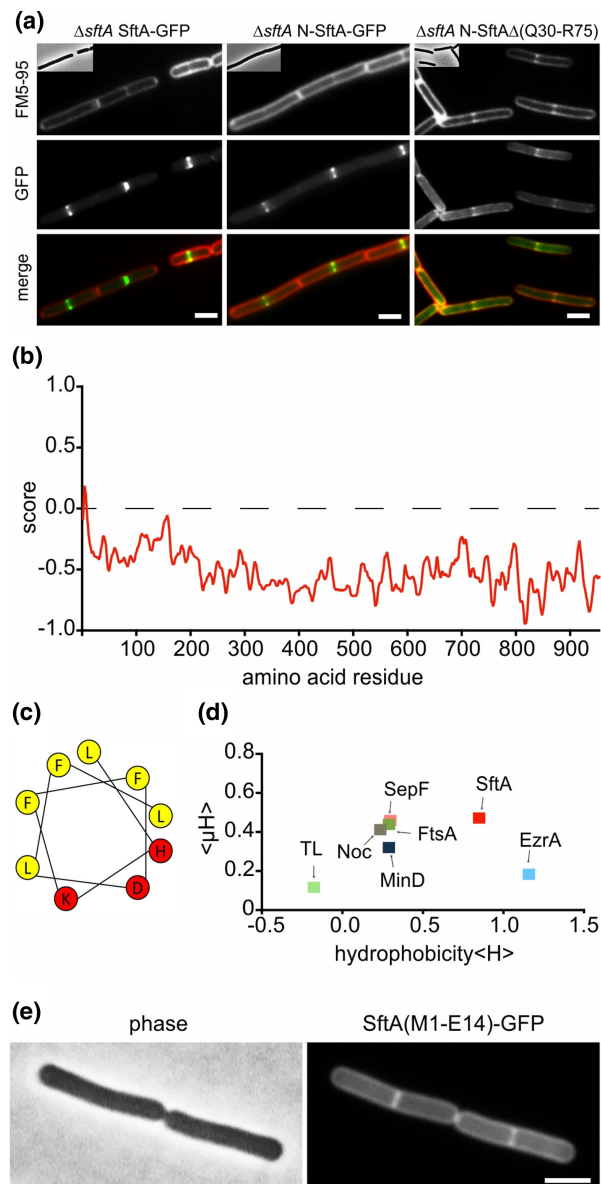 (a)
ΔsftA SftA-GFP ΔsftA N-SftA-GFP ΔsftA N-SftAΔ(Q30-R75)
FM5-95
GFP
merge
(b)
1.0
0.5
0.0
-0.5
-1.0
score
100 200 300 400 500 600 700 800 900
amino acid residue
(c)
L
F
F
F
L
H
L
D
K
(d)
0.8
0.6
0.4
0.2
0
<µH>
SepF
SftA
FtsA
Noc
EzrA
TL
MinD
-0.5 0.0 0.5 1.0 1.5
hydrophobicity<H>
(e)
phase SftA(M1-E14)-GFP